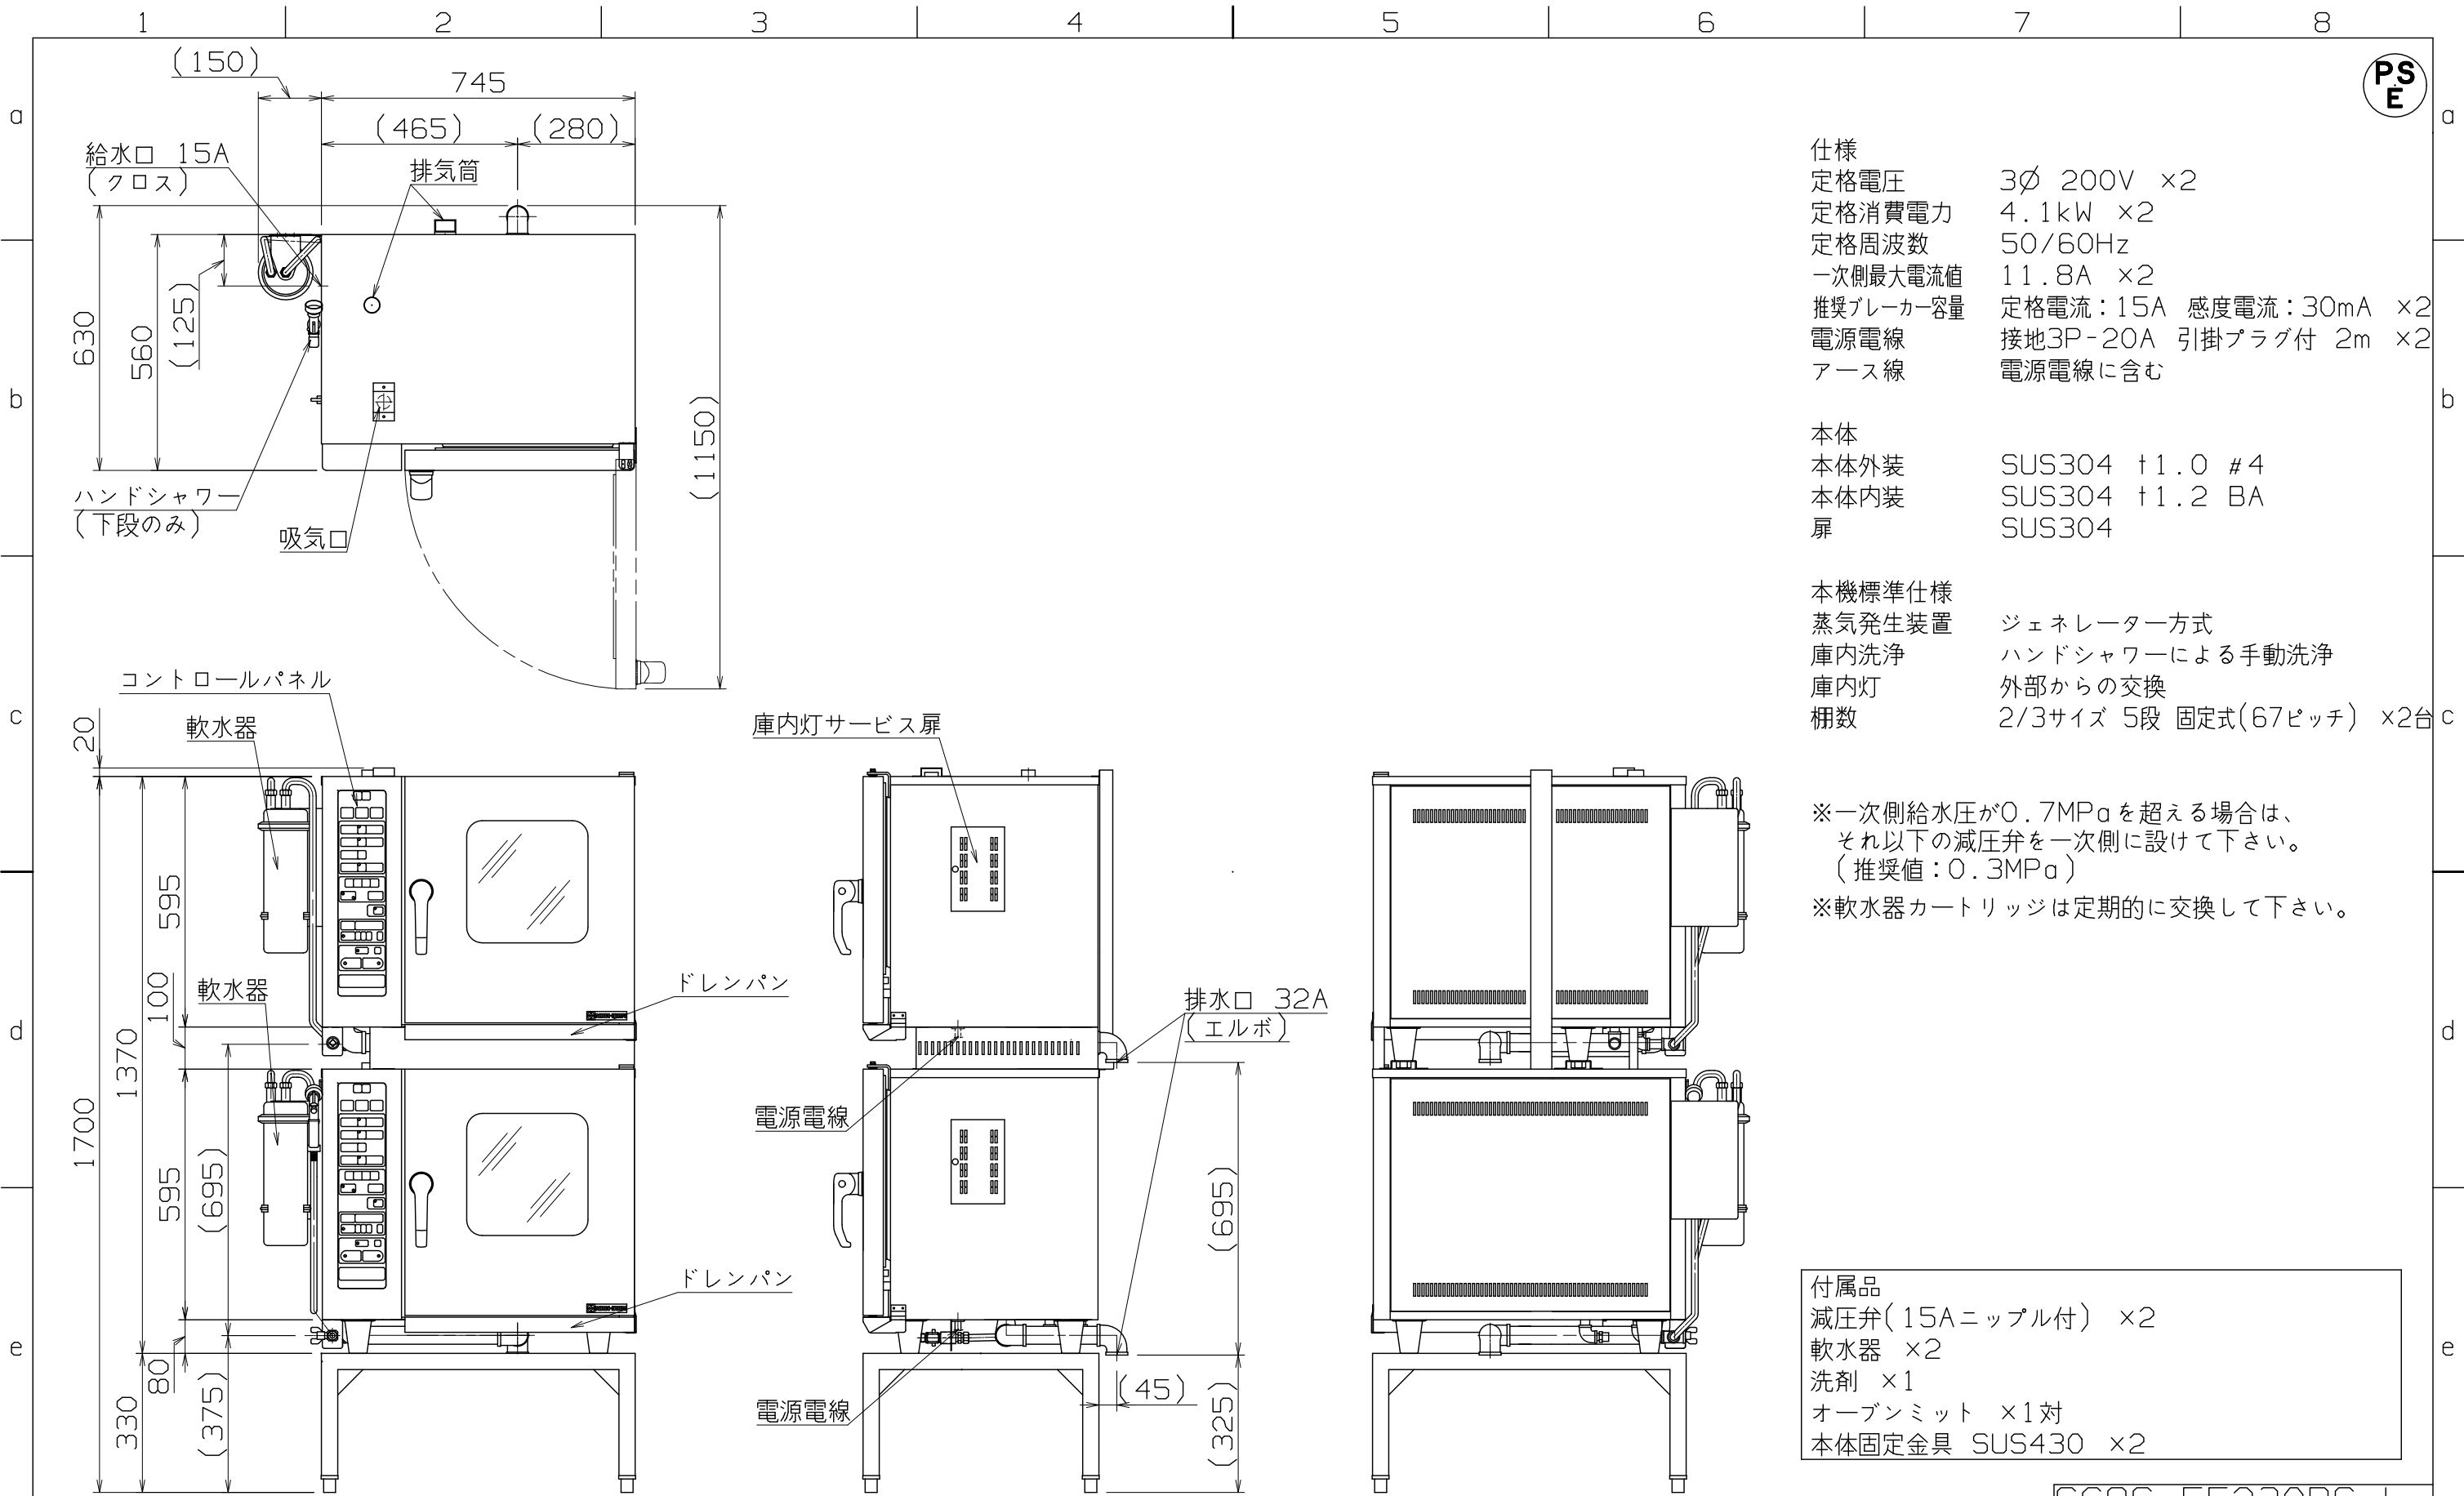 1 2 3 4 5 6 7 8
a
b
c
d
e
a
b
c
d
e
PS
E
(150)
745
(465)
(280)
給水口 15A
(クロス)
排気筒
630
560
(125)
(1150)
ハンドシャワー
(下段のみ)
吸気口
コントロールパネル
軟水器
20
595
100
軟水器
1370
1700
595
(695)
80
330
(375)
ドレンパン
ドレンパン
庫内灯サービス扉
排水口 32A
(エルボ)
電源電線
電源電線
(695)
(45)
(325)
仕様
定格電圧 3∅ 200V ×2
定格消費電力 4.1kW ×2
定格周波数 50/60Hz
一次側最大電流値 11.8A ×2
推奨ブレーカー容量 定格電流:15A 感度電流:30mA ×2
電源電線 接地3P-20A 引掛プラグ付 2m ×2
アース線 電源電線に含む
本体
本体外装 SUS304 t1.0 #4
本体内装 SUS304 t1.2 BA
扉 SUS304
本機標準仕様
蒸気発生装置 ジェネレーター方式
庫内洗浄 ハンドシャワーによる手動洗浄
庫内灯 外部からの交換
棚数 2/3サイズ 5段 固定式(67ピッチ) ×2台
※一次側給水圧が0.7MPaを超える場合は、
それ以下の減圧弁を一次側に設けて下さい。
(推奨値:0.3MPa)
※軟水器カートリッジは定期的に交換して下さい。
付属品
減圧弁(15Aニップル付) ×2
軟水器 ×2
洗剤 ×1
オーブンミット ×1対
本体固定金具 SUS430 ×2